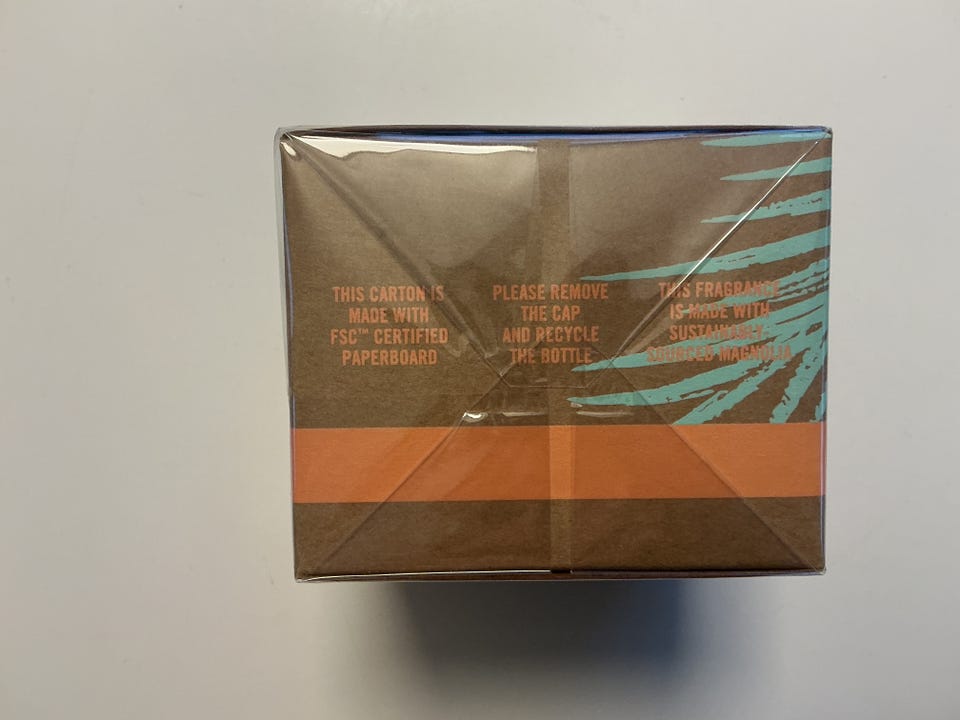 THIS CARTON IS
MADE WITH
FSC™ CERTIFIED
PAPERBOARD
PLEASE REMOVE
THE CAP
AND RECYCLE
THE BOTTLE
THIS FRAGRANCE
IS MADE WITH
SUSTAINABLY-
SOURCED MAGNOLIA